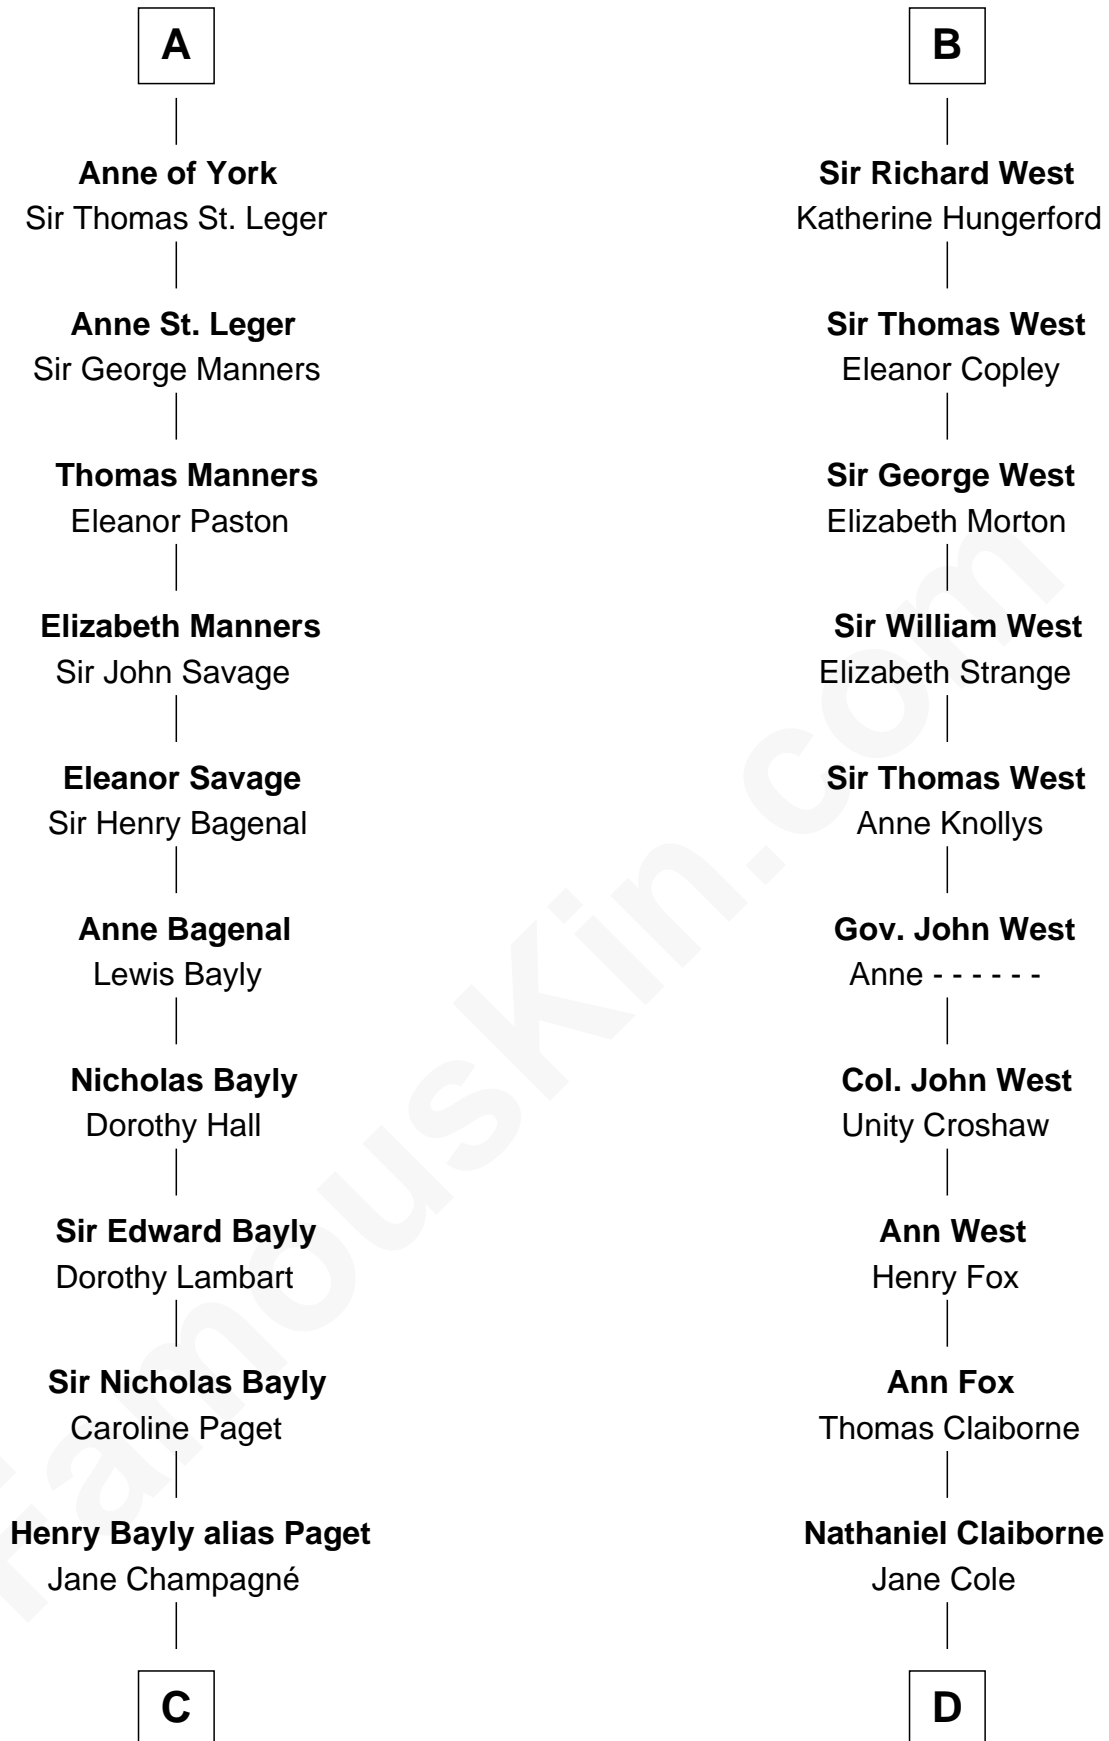 A
Anne of York
Sir Thomas St. Leger
Anne St. Leger
Sir George Manners
Thomas Manners
Eleanor Paston
Elizabeth Manners
Sir John Savage
Eleanor Savage
Sir Henry Bagenal
Anne Bagenal
Lewis Bayly
Nicholas Bayly
Dorothy Hall
Sir Edward Bayly
Dorothy Lambart
Sir Nicholas Bayly
Caroline Paget
Henry Bayly alias Paget
Jane Champagné
C
B
Sir Richard West
Katherine Hungerford
Sir Thomas West
Eleanor Copley
Sir George West
Elizabeth Morton
Sir William West
Elizabeth Strange
Sir Thomas West
Anne Knollys
Gov. John West
Anne - - - - - -
Col. John West
Unity Croshaw
Ann West
Henry Fox
Ann Fox
Thomas Claiborne
Nathaniel Claiborne
Jane Cole
D
FamousKin.com